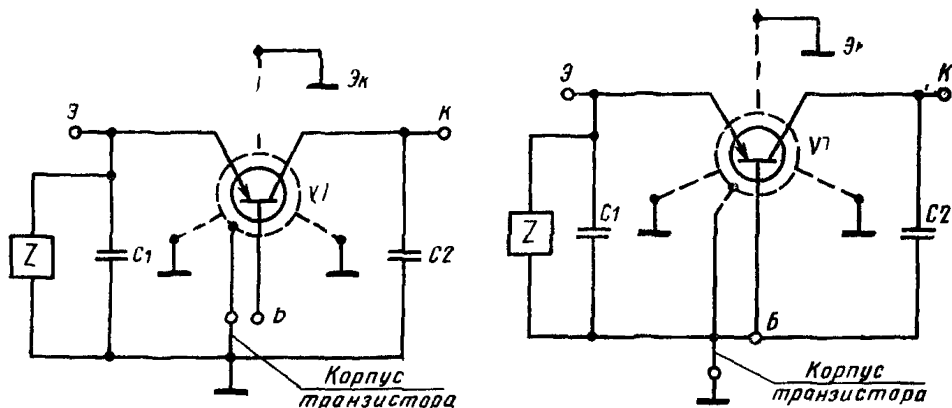 Эк
Э
К
V1
Z
C1
C2
b
Корпус
транзистора
Эк
Э
К
V1
Z
C1
C2
Б
Корпус
транзистора